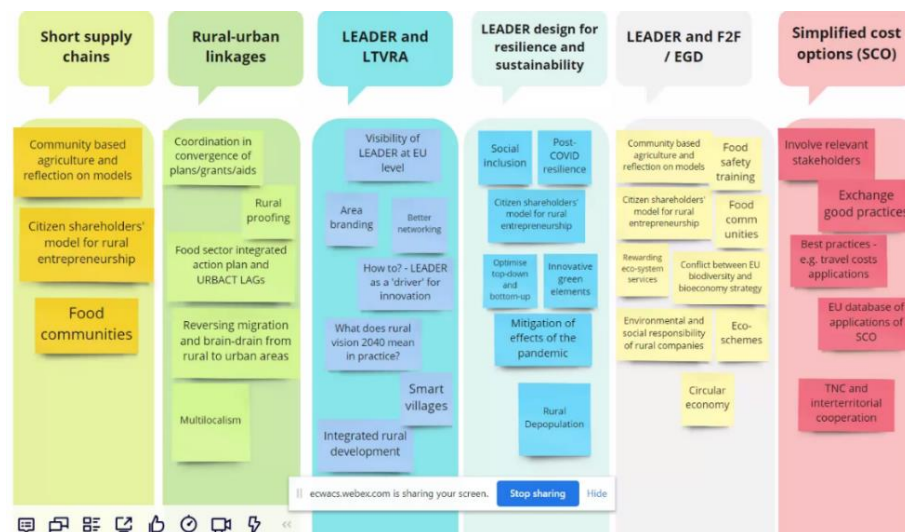 Short supply
chains
Community based
agriculture and
reflection on models
Citizen shareholders'
model for rural
entrepreneurship
Food
communities
Rural-urban
linkages
Coordination in
convergence of
plans/grants/aids
Rural
proofing
Food sector integrated
action plan and
URBACT LAGs
Reversing migration
and brain-drain from
rural to urban areas
Multilocalism
LEADER and
LTVRA
Visibility of
LEADER at EU
level
Area
branding
Better
networking
How to? - LEADER
as a 'driver' for
innovation
What does rural
vision 2040 mean
in practice?
Smart
villages
Integrated rural
development
LEADER design for
resilience and
sustainability
Social
inclusion
Post-
COVID
resilience
Citizen shareholders'
model for rural
entrepreneurship
Optimise
top-down
and
bottom-up
Innovative
green
elements
Mitigation of
effects of the
pandemic
Rural
Depopulation
LEADER and F2F
/ EGD
Community based
agriculture and
reflection on models
Food
safety
training
Citizen shareholders'
model for rural
entrepreneurship
Food
comm
unities
Rewarding
eco-system
services
Conflict between EU
biodiversity and
bioeconomy strategy
Environmental and
social responsibility
of rural companies
Eco-
schemes
Circular
economy
Simplified cost
options (SCO)
Involve relevant
stakeholders
Exchange
good practices
Best practices -
e.g. travel costs
applications
EU database of
applications of
SCO
TNC and
interterritorial
cooperation
ecwacs.webex.com is sharing your screen.
Stop sharing
Hide